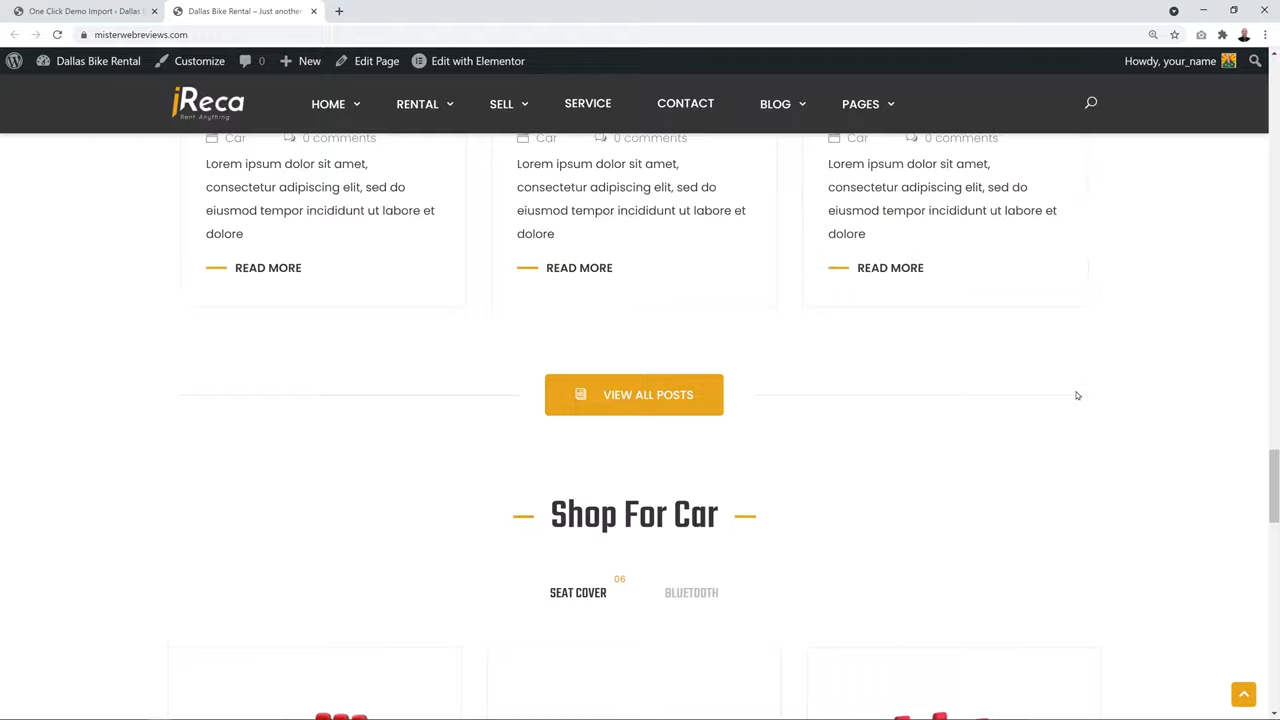 One Click Demo Import ‹ Dallas
Dallas Bike Rental – Just another
misterwebreviews.com
Dallas Bike Rental
Customize
0
New
Edit Page
Edit with Elementor
Howdy, your_name
iReca
Rent Anything
HOME
RENTAL
SELL
SERVICE
CONTACT
BLOG
PAGES
Car
0 comments
Car
0 comments
Car
0 comments
Lorem ipsum dolor sit amet,
consectetur adipiscing elit, sed do
eiusmod tempor incididunt ut labore et
dolore
READ MORE
Lorem ipsum dolor sit amet,
consectetur adipiscing elit, sed do
eiusmod tempor incididunt ut labore et
dolore
READ MORE
Lorem ipsum dolor sit amet,
consectetur adipiscing elit, sed do
eiusmod tempor incididunt ut labore et
dolore
READ MORE
VIEW ALL POSTS
Shop For Car
SEAT COVER 06
BLUETOOTH